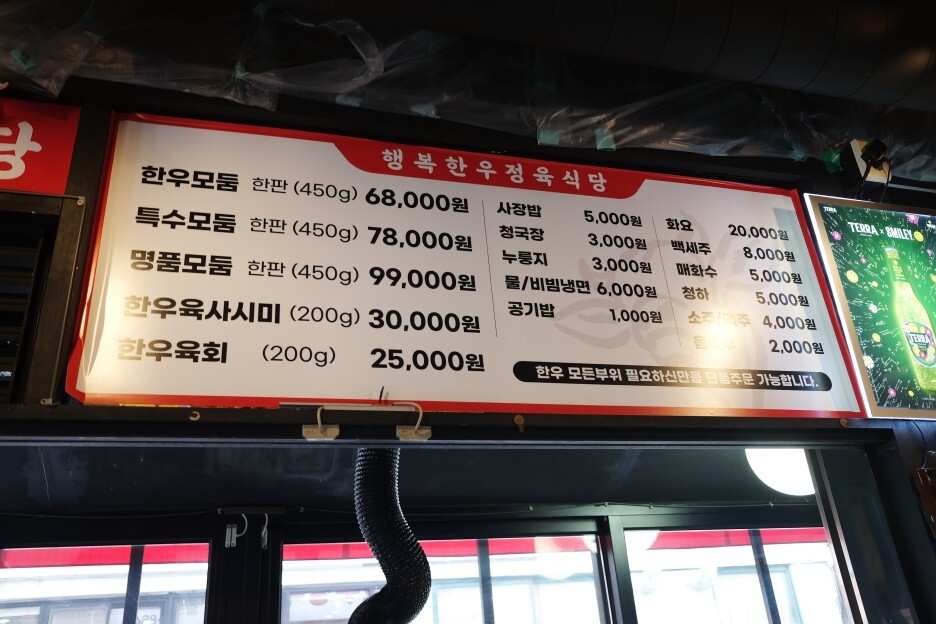 당
행복한우정육식당
한우모둠 한판 (450g) 68,000원
특수모둠 한판 (450g) 78,000원
명품모둠 한판 (450g) 99,000원
한우육사시미 (200g) 30,000원
한우육회 (200g) 25,000원
사장밥 5,000원
청국장 3,000원
누룽지 3,000원
물/비빔냉면 6,000원
공기밥 1,000원
화요 20,000원
백세주 8,000원
매화수 5,000원
청하 5,000원
소주/맥주 4,000원
2,000원
한우 모든부위 필요하신만큼 단품주문 가능합니다.
TERRA
TERRA × SMILEY
TERRA